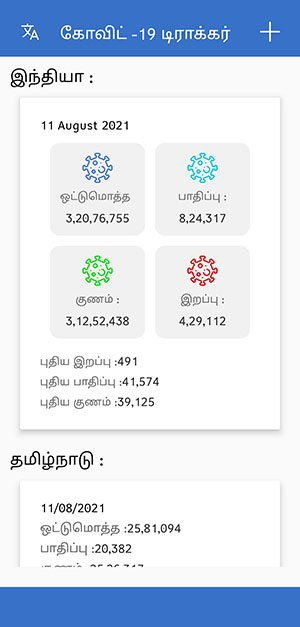 கோவிட் -19 டிராக்கர்
இந்தியா :
11 August 2021
ஒட்டுமொத்த
3,20,76,755
பாதிப்பு :
8,24,317
குணம் :
3,12,52,438
இறப்பு :
4,29,112
புதிய இறப்பு :491
புதிய பாதிப்பு :41,574
புதிய குணம் :39,125
தமிழ்நாடு :
11/08/2021
ஒட்டுமொத்த :25,81,094
பாதிப்பு :20,382